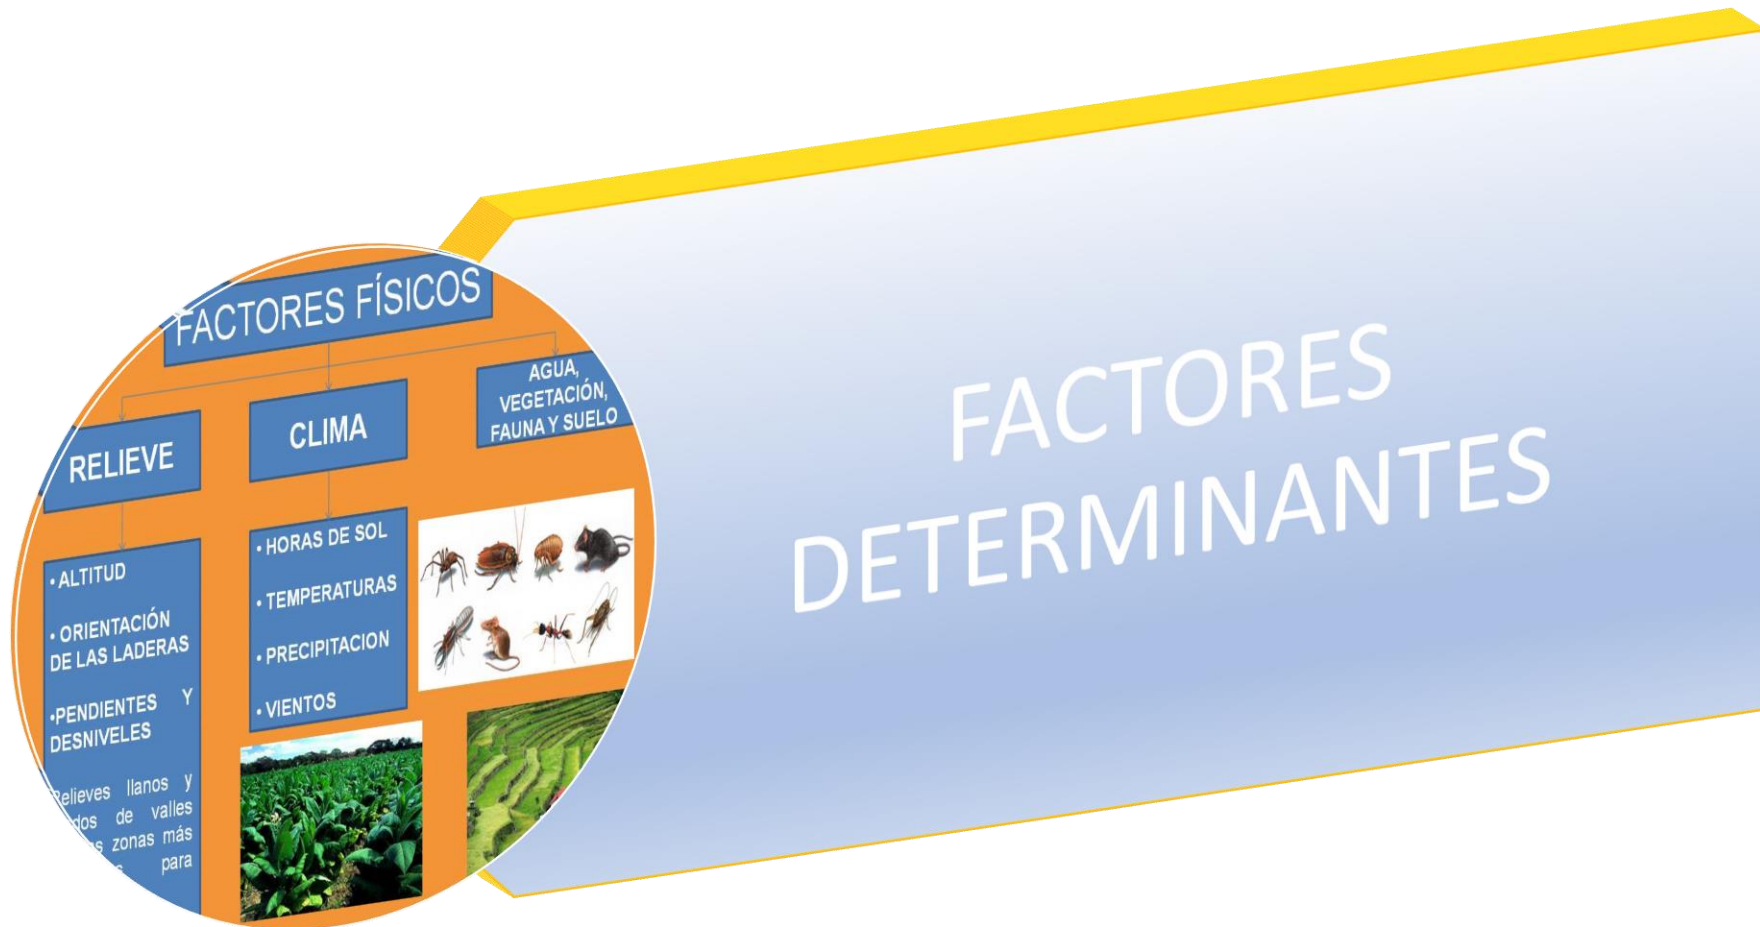 FACTORES FÍSICOS
RELIEVE
CLIMA
AGUA,
VEGETACIÓN,
FAUNA Y SUELO
• ALTITUD
• ORIENTACIÓN
DE LAS LADERAS
•PENDIENTES Y
DESNIVELES
Relieves llanos y
de valles
zonas más
para
• HORAS DE SOL
• TEMPERATURAS
• PRECIPITACION
• VIENTOS
FACTORES
DETERMINANTES